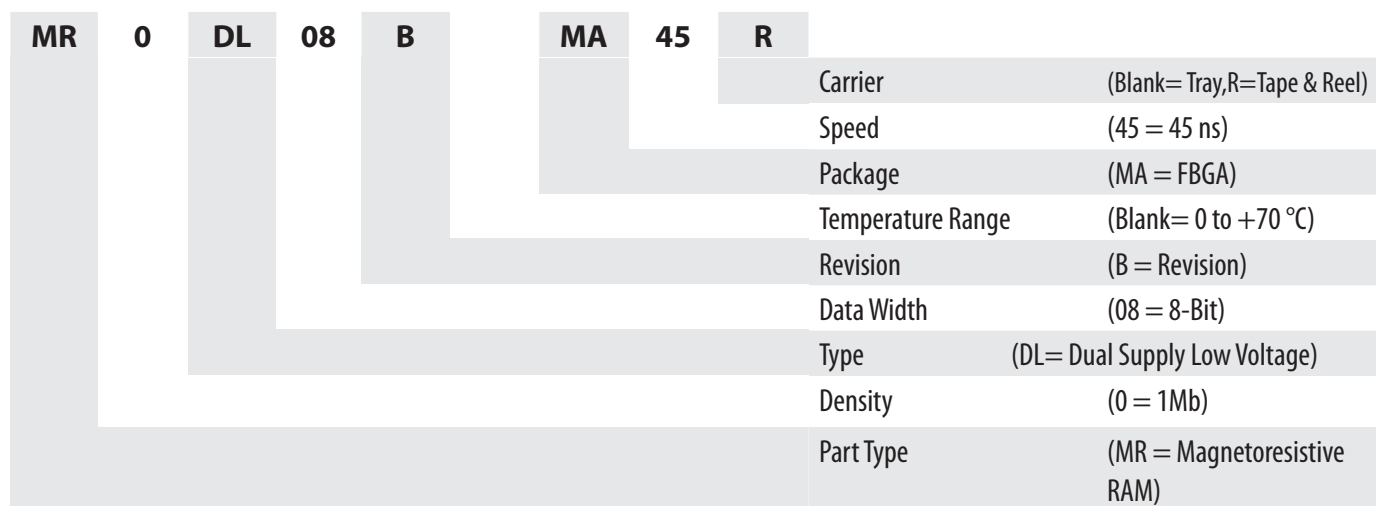 MR 0 DL 08 B MA 45 R
Carrier (Blank= Tray,R=Tape & Reel)
Speed (45 = 45 ns)
Package (MA = FBGA)
Temperature Range (Blank= 0 to +70 °C)
Revision (B = Revision)
Data Width (08 = 8-Bit)
Type (DL= Dual Supply Low Voltage)
Density (0 = 1Mb)
Part Type (MR = Magnetoresistive
RAM)